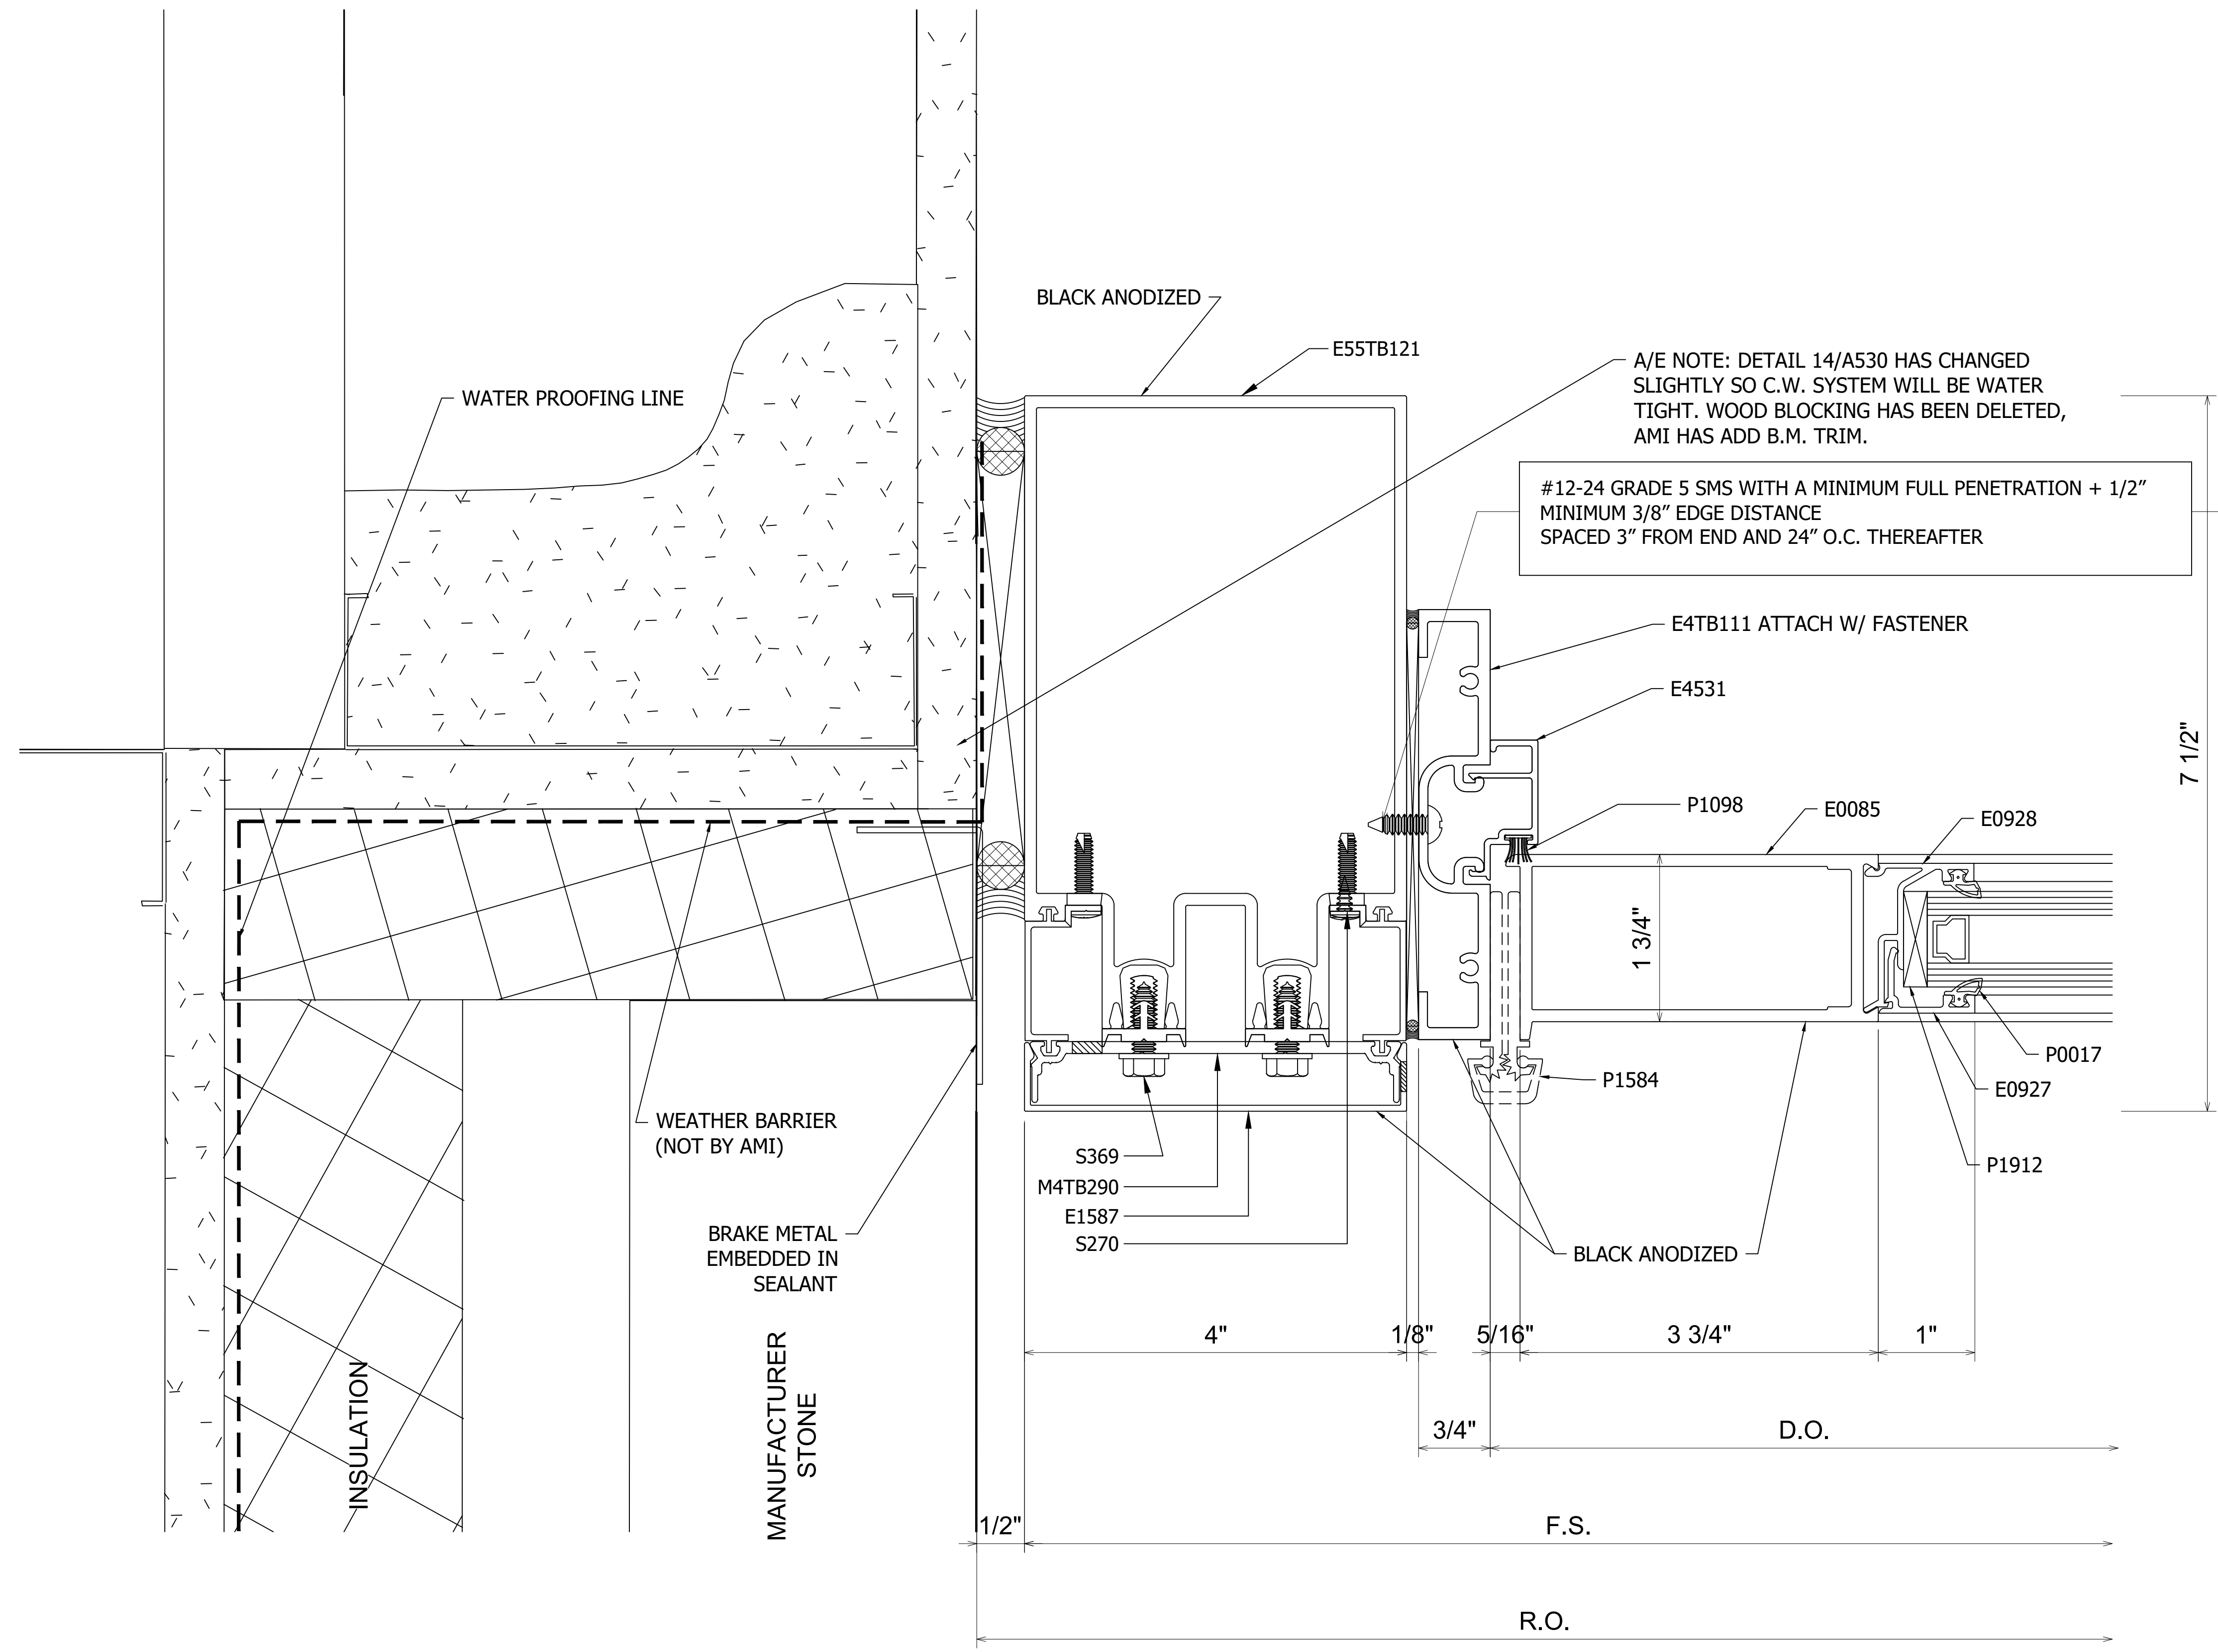 BLACK ANODIZED
E55TB121
A/E NOTE: DETAIL 14/A530 HAS CHANGED
SLIGHTLY SO C.W. SYSTEM WILL BE WATER
TIGHT. WOOD BLOCKING HAS BEEN DELETED,
AMI HAS ADD B.M. TRIM.
WATER PROOFING LINE
#12-24 GRADE 5 SMS WITH A MINIMUM FULL PENETRATION + 1/2"
MINIMUM 3/8" EDGE DISTANCE
SPACED 3" FROM END AND 24" O.C. THEREAFTER
E4TB111 ATTACH W/ FASTENER
E4531
7 1/2"
P1098
E0085
E0928
1 3/4"
P0017
E0927
P1584
P1912
WEATHER BARRIER
(NOT BY AMI)
S369
M4TB290
E1587
S270
BRAKE METAL
EMBEDDED IN
SEALANT
BLACK ANODIZED
4"
1/8"
5/16"
3 3/4"
1"
INSULATION
MANUFACTURER
STONE
3/4"
D.O.
1/2"
F.S.
R.O.